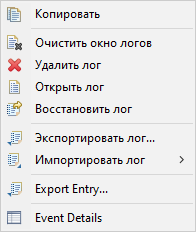 Копировать
Очистить окно логов
Удалить лог
Открыть лог
Восстановить лог
Экспортировать лог...
Импортировать лог
Export Entry...
Event Details